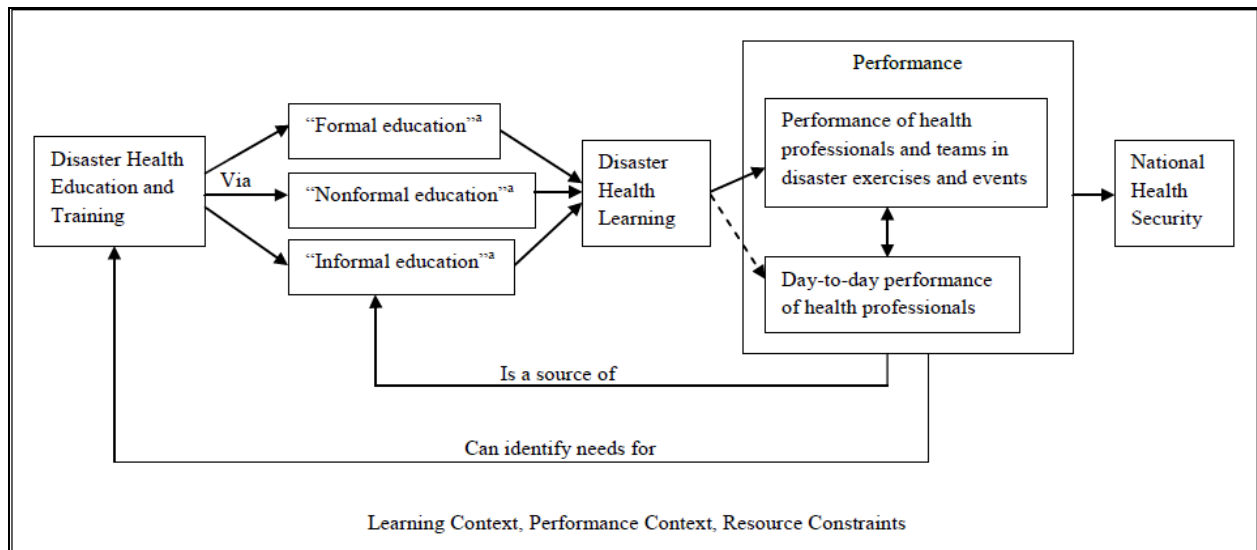 Performance
Disaster Health
Education and
Training
Via
“Formal education”ᵃ
“Nonformal education”ᵃ
“Informal education”ᵃ
Disaster
Health
Learning
Performance of health
professionals and teams in
disaster exercises and events
Day-to-day performance
of health professionals
National
Health
Security
Is a source of
Can identify needs for
Learning Context, Performance Context, Resource Constraints